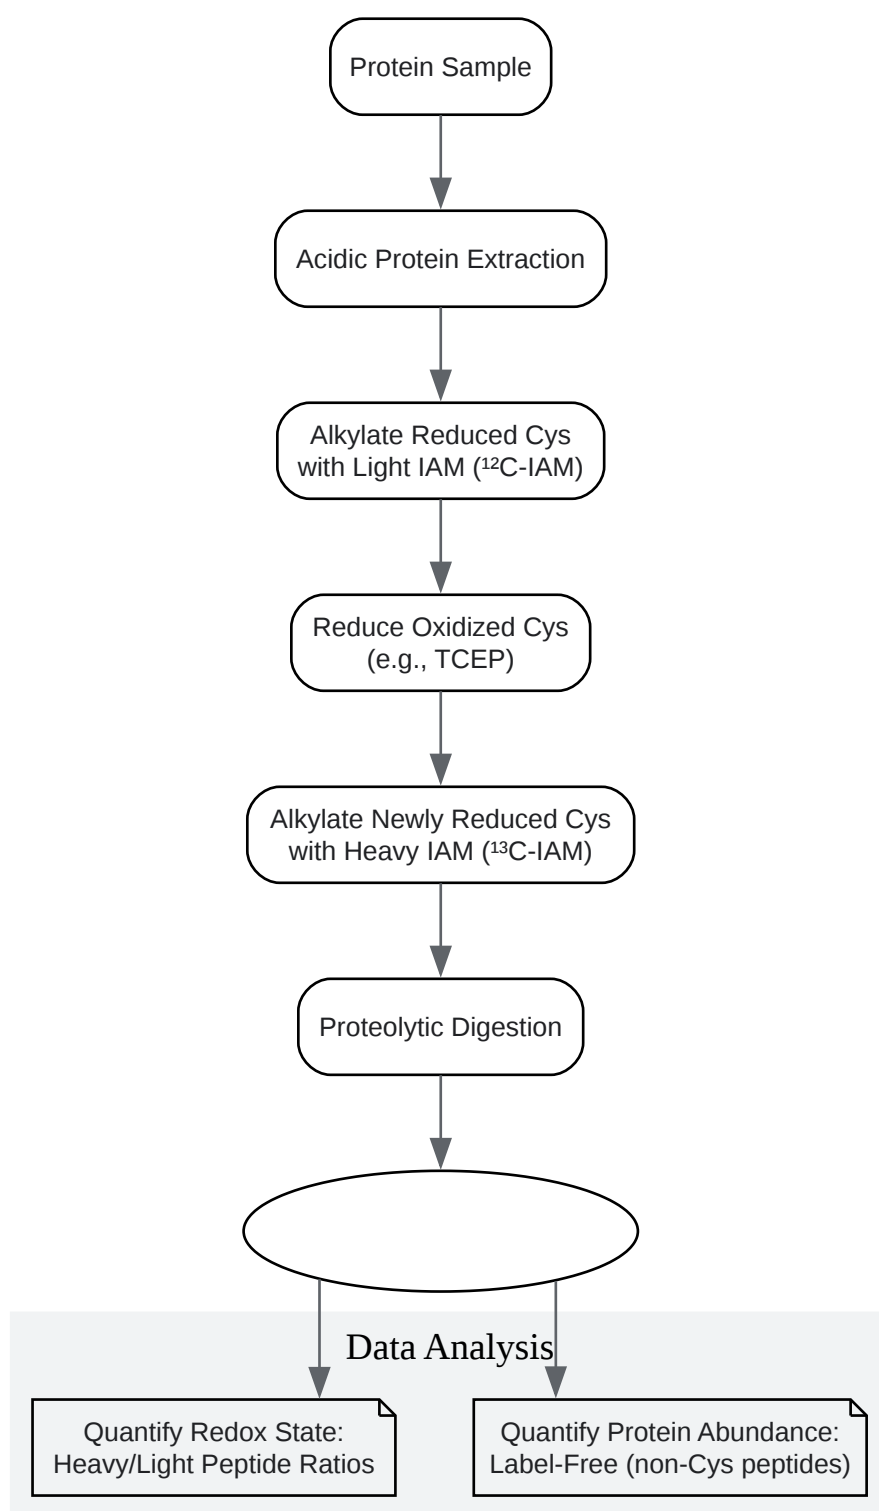 Protein Sample
Acidic Protein Extraction
Alkylate Reduced Cys
with Light IAM (¹²C-IAM)
Reduce Oxidized Cys
(e.g., TCEP)
Alkylate Newly Reduced Cys
with Heavy IAM (¹³C-IAM)
Proteolytic Digestion
Data Analysis
Quantify Redox State:
Heavy/Light Peptide Ratios
Quantify Protein Abundance:
Label-Free (non-Cys peptides)